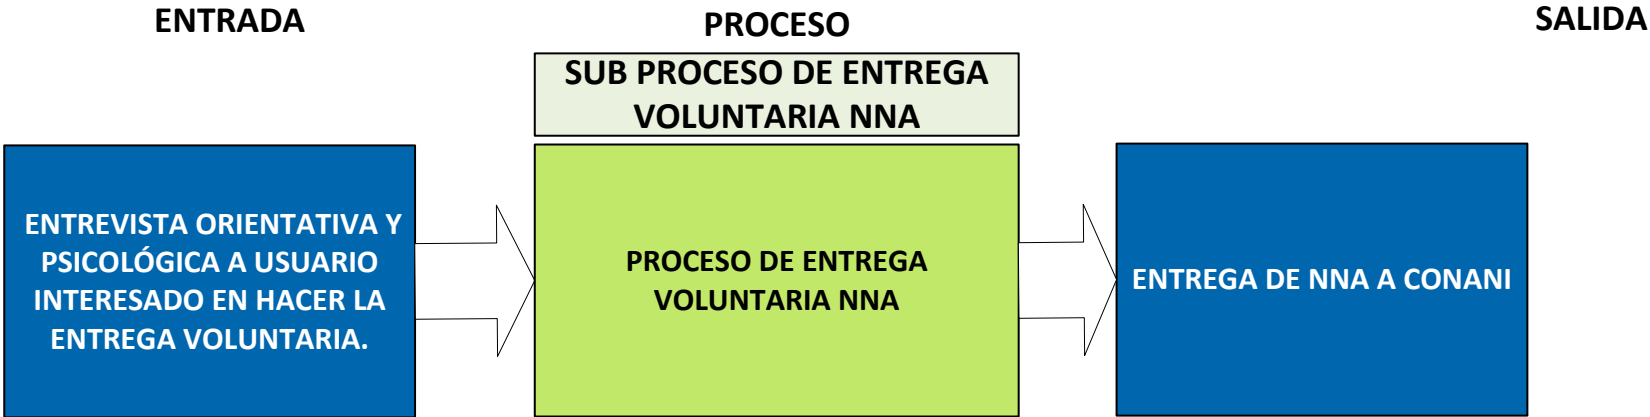 ENTRADA
PROCESO
SALIDA
SUB PROCESO DE ENTREGA
VOLUNTARIA NNA
ENTREVISTA ORIENTATIVA Y
PSICOLÓGICA A USUARIO
INTERESADO EN HACER LA
ENTREGA VOLUNTARIA.
PROCESO DE ENTREGA
VOLUNTARIA NNA
ENTREGA DE NNA A CONANI